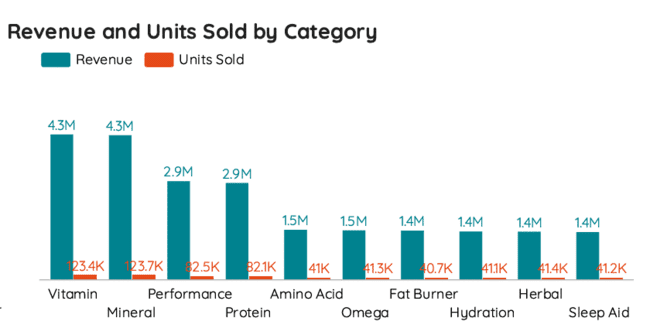 Revenue and Units Sold by Category
Revenue Units Sold
4.3M 4.3M 2.9M 2.9M 1.5M 1.5M 1.4M 1.4M 1.4M 1.4M
123.4K 123.7K 82.5K 82.1K 41K 41.3K 40.7K 41.1K 41.4K 41.2K
Vitamin Performance Amino Acid Fat Burner Herbal
Mineral Protein Omega Hydration Sleep Aid